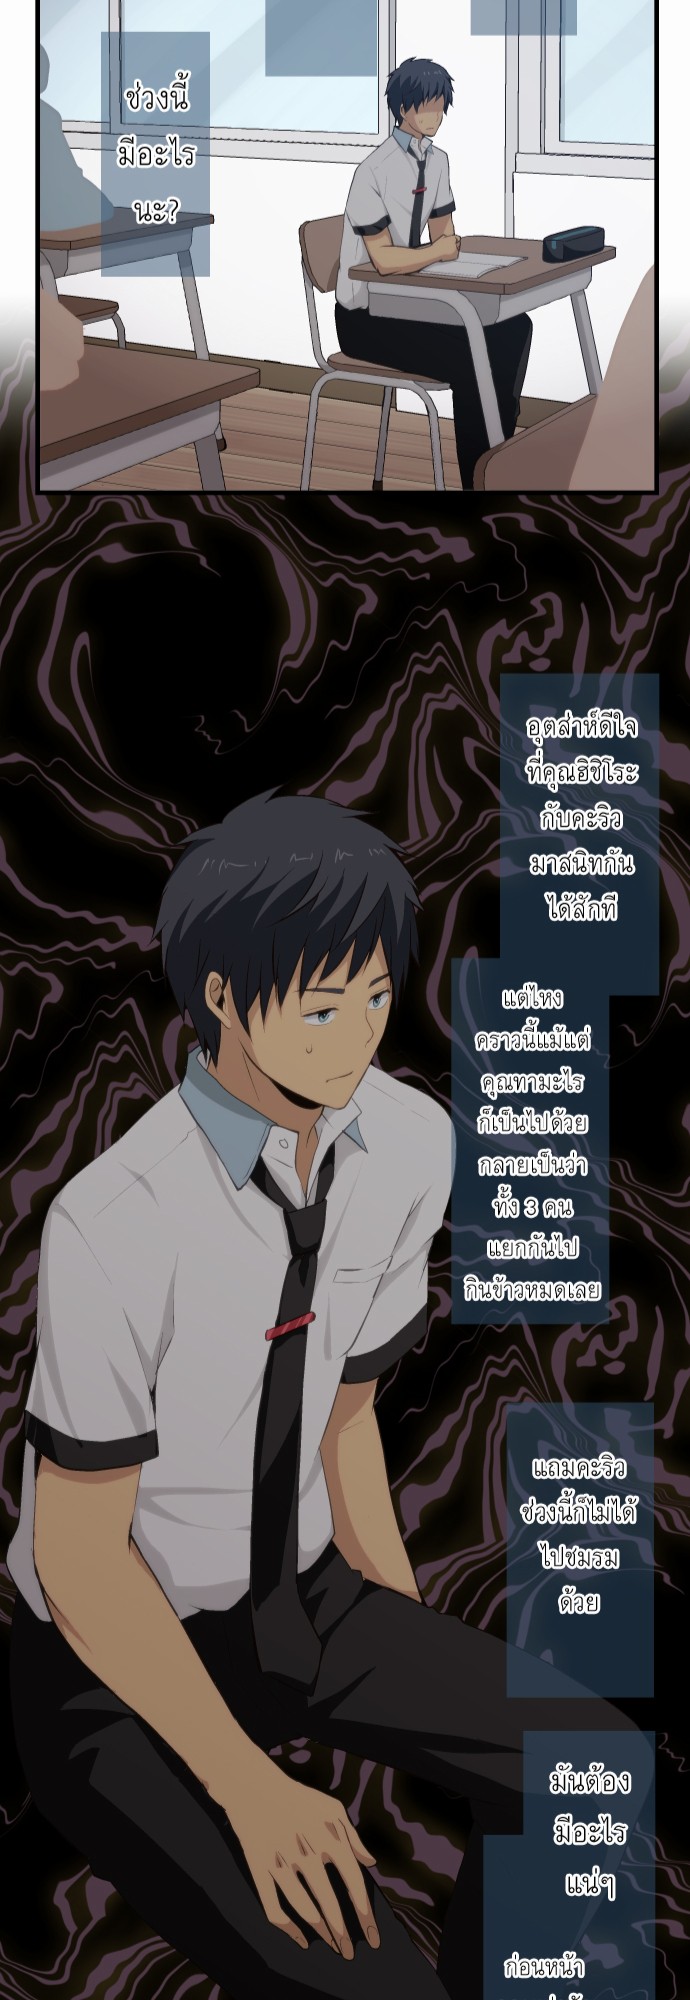 ช่วงนี้
มีอะไร
นะ?
อุตส่าห์ดีใจ
ที่คุณฮิชิโระ
กับคะริว
มาสนิทกัน
ได้สักที
แต่ไหง
คราวนี้แม้แต่
คุณทามะไร
ก็เป็นไปด้วย
กลายเป็นว่า
ทั้ง 3 คน
แยกกันไป
กินข้าวหมดเลย
แถมคะริว
ช่วงนี้ก็ไม่ได้
ไปชมรม
ด้วย
มันต้อง
มีอะไร
แน่ๆ
ก่อนหน้า